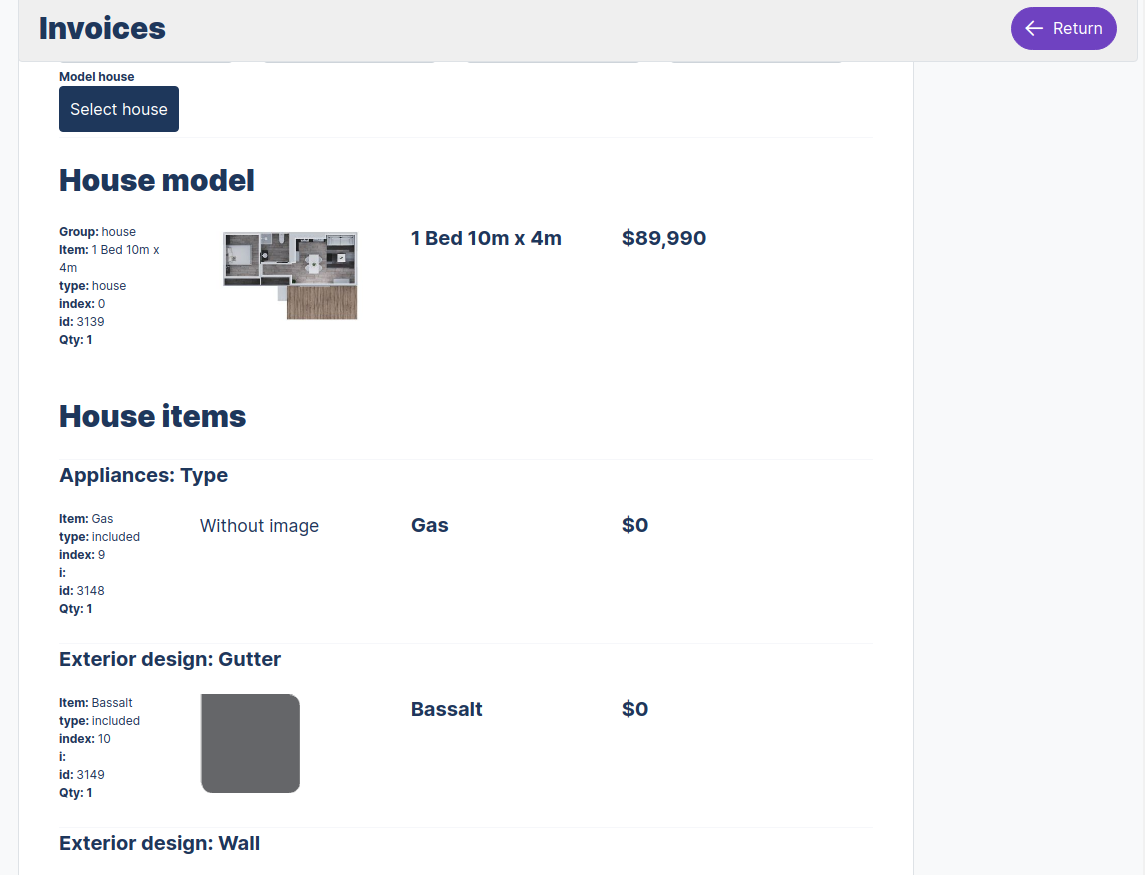 Invoices
Return
Model house
Select house
House model
Group: house
Item: 1 Bed 10m x
4m
type: house
index: 0
id: 3139
Qty: 1
1 Bed 10m x 4m
$89,990
House items
Appliances: Type
Item: Gas
type: included
index: 9
i:
id: 3148
Qty: 1
Without image
Gas
$0
Exterior design: Gutter
Item: Bassalt
type: included
index: 10
i:
id: 3149
Qty: 1
Bassalt
$0
Exterior design: Wall